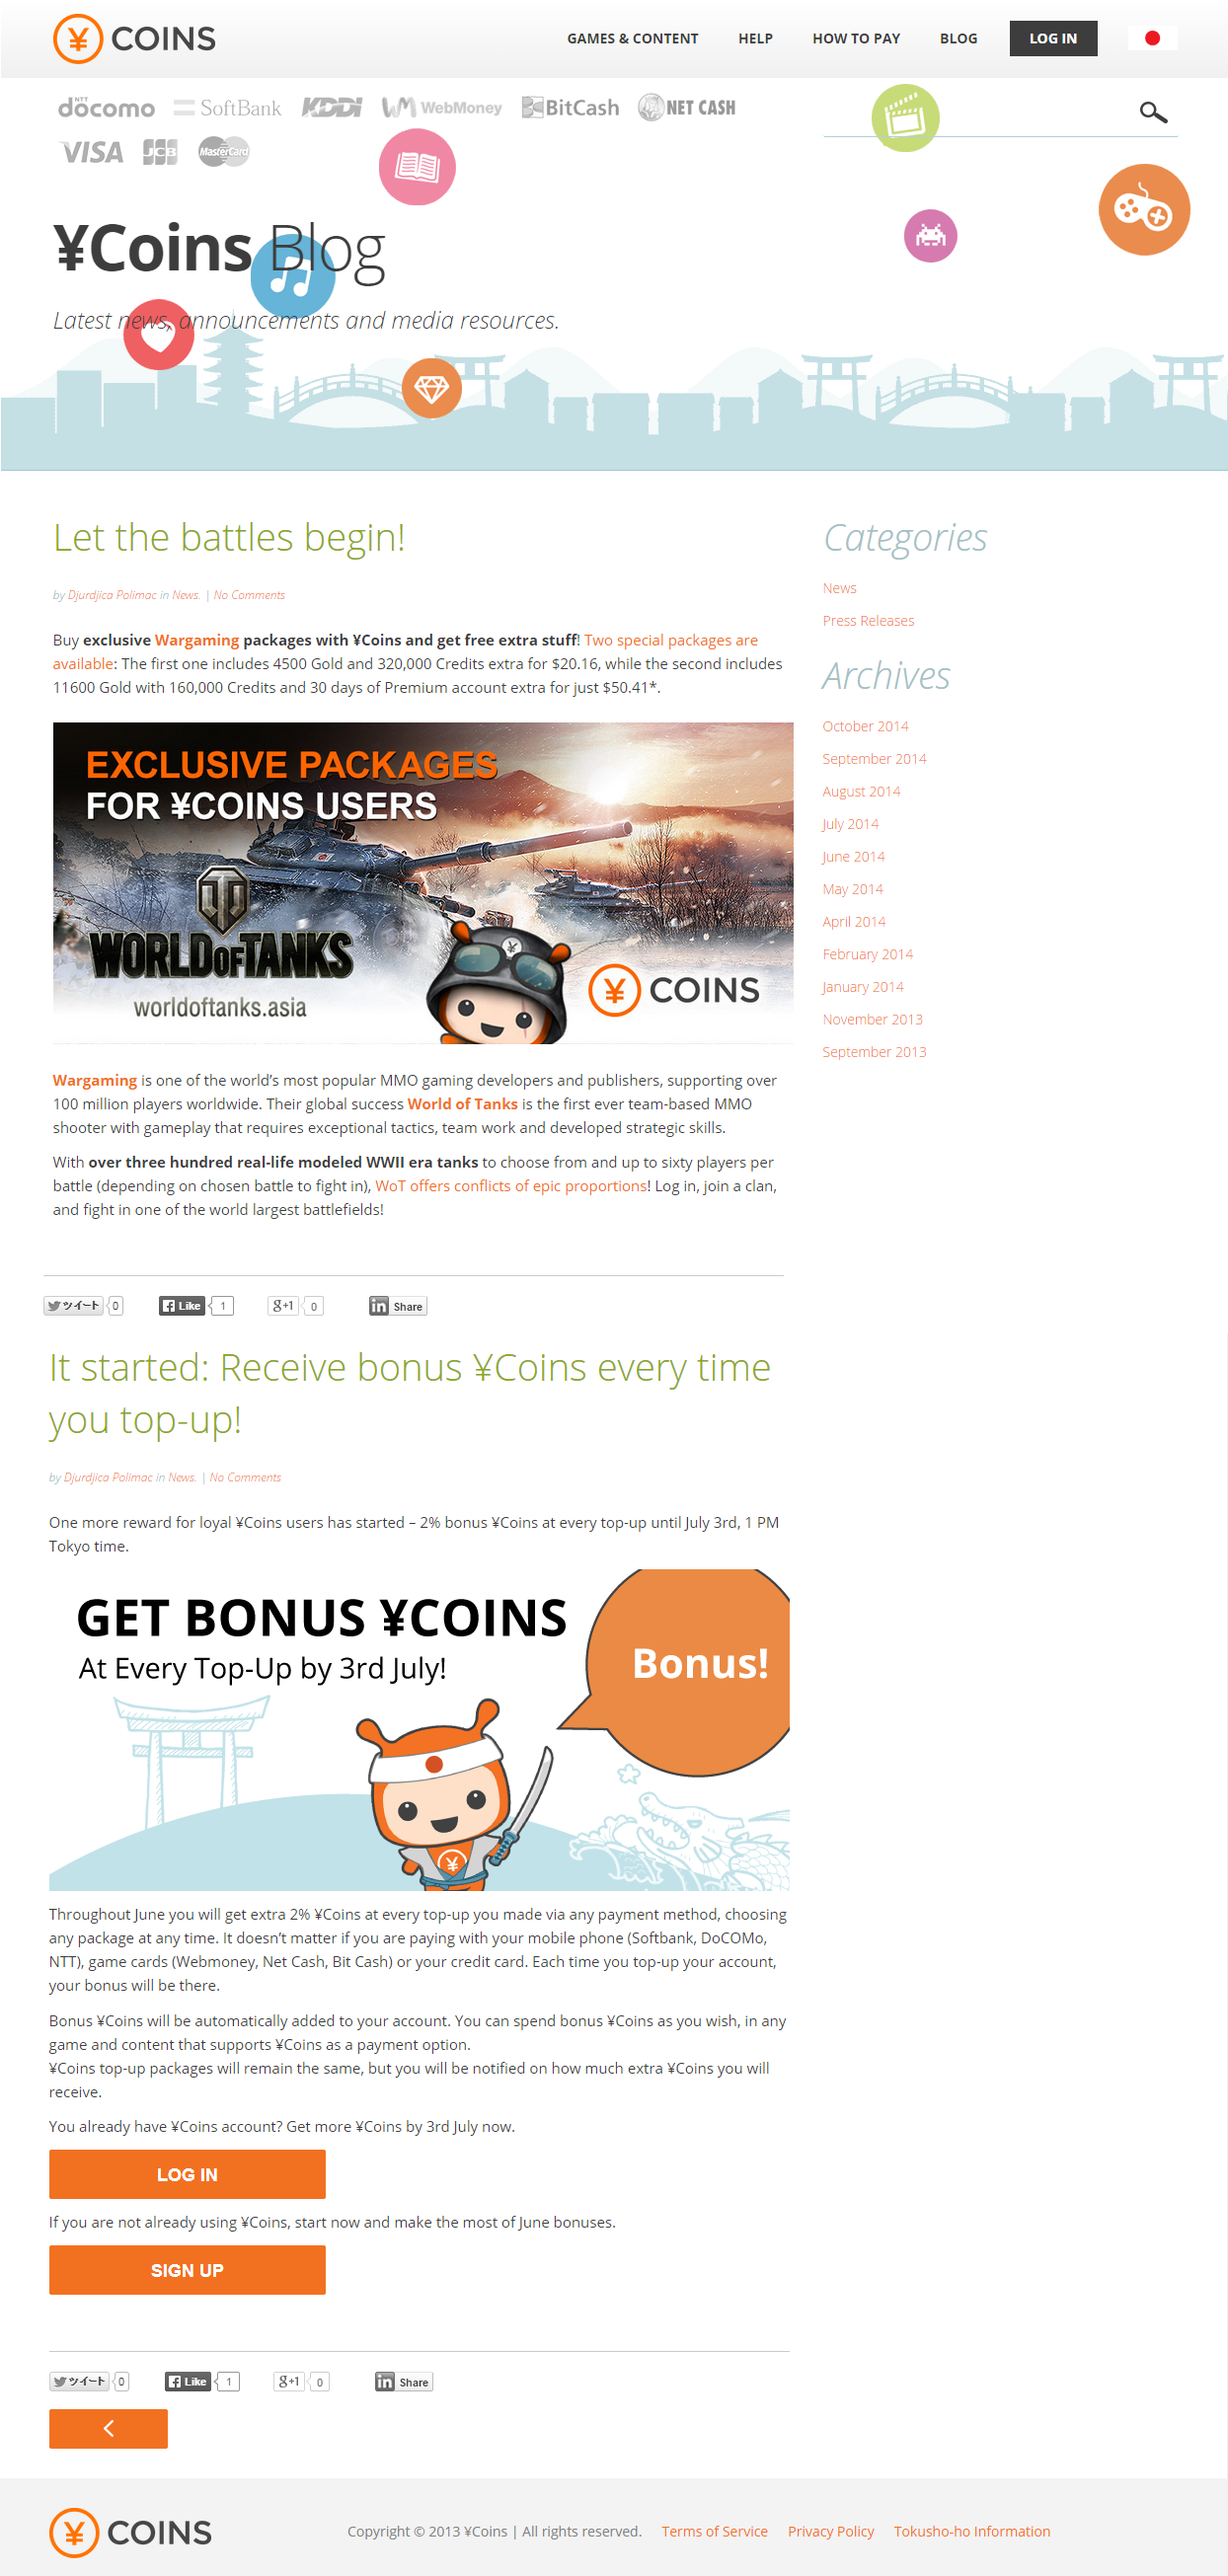 ¥ COINS
GAMES & CONTENT HELP HOW TO PAY BLOG LOG IN
NTT döcomo SoftBank KDDI WebMoney BitCash NET CASH
VISA JCB MasterCard
¥Coins Blog
Latest news, announcements and media resources.
Let the battles begin!
by Djurdjica Polimac in News. | No Comments
Buy exclusive Wargaming packages with ¥Coins and get free extra stuff! Two special packages are
available: The first one includes 4500 Gold and 320,000 Credits extra for $20.16, while the second includes
11600 Gold with 160,000 Credits and 30 days of Premium account extra for just $50.41*.
EXCLUSIVE PACKAGES
FOR ¥COINS USERS
WORLD OF TANKS
worldoftanks.asia
¥
¥ COINS
Wargaming is one of the world’s most popular MMO gaming developers and publishers, supporting over
100 million players worldwide. Their global success World of Tanks is the first ever team-based MMO
shooter with gameplay that requires exceptional tactics, team work and developed strategic skills.
With over three hundred real-life modeled WWII era tanks to choose from and up to sixty players per
battle (depending on chosen battle to fight in), WoT offers conflicts of epic proportions! Log in, join a clan,
and fight in one of the world largest battlefields!
ツイート 0 Like 1 g+1 0 in Share
Categories
News
Press Releases
Archives
October 2014
September 2014
August 2014
July 2014
June 2014
May 2014
April 2014
February 2014
January 2014
November 2013
September 2013
It started: Receive bonus ¥Coins every time
you top-up!
by Djurdjica Polimac in News. | No Comments
One more reward for loyal ¥Coins users has started – 2% bonus ¥Coins at every top-up until July 3rd, 1 PM
Tokyo time.
GET BONUS ¥COINS
At Every Top-Up by 3rd July!
Bonus!
¥
Throughout June you will get extra 2% ¥Coins at every top-up you made via any payment method, choosing
any package at any time. It doesn’t matter if you are paying with your mobile phone (Softbank, DoCOMo,
NTT), game cards (Webmoney, Net Cash, Bit Cash) or your credit card. Each time you top-up your account,
your bonus will be there.
Bonus ¥Coins will be automatically added to your account. You can spend bonus ¥Coins as you wish, in any
game and content that supports ¥Coins as a payment option.
¥Coins top-up packages will remain the same, but you will be notified on how much extra ¥Coins you will
receive.
You already have ¥Coins account? Get more ¥Coins by 3rd July now.
LOG IN
If you are not already using ¥Coins, start now and make the most of June bonuses.
SIGN UP
ツイート 0 Like 1 g+1 0 in Share
¥ COINS
Copyright © 2013 ¥Coins | All rights reserved. Terms of Service Privacy Policy Tokusho-ho Information